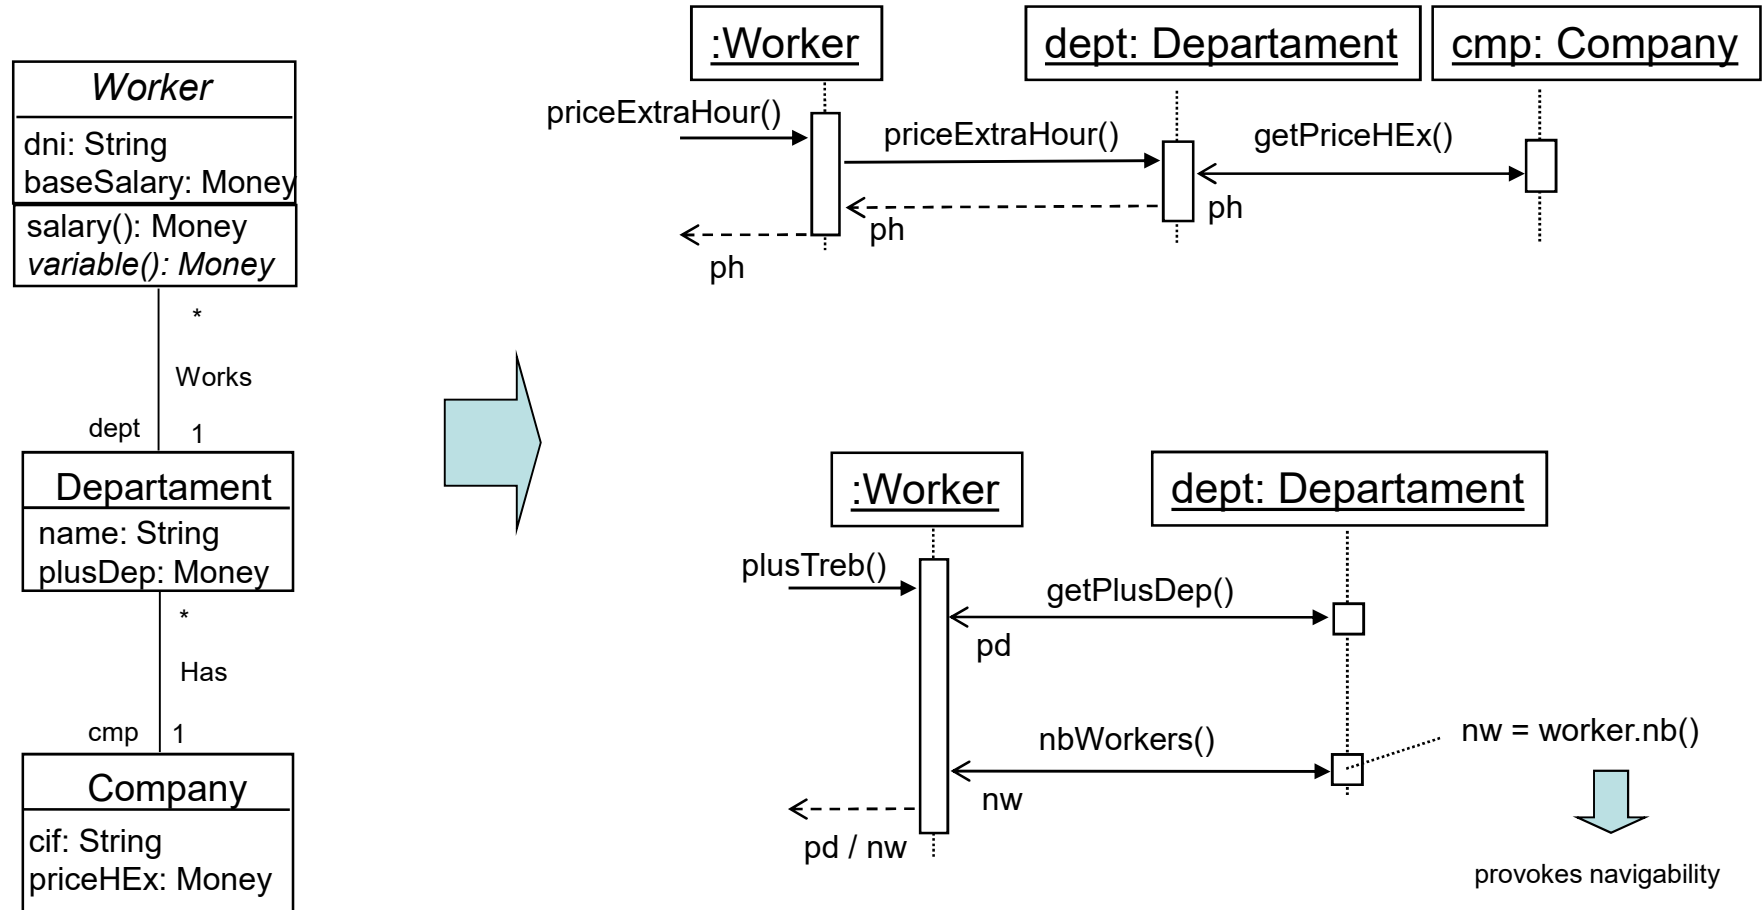 Worker
dni: String
baseSalary: Money
salary(): Money
variable(): Money
*
Works
dept
1
Departament
name: String
plusDep: Money
*
Has
cmp
1
Company
cif: String
priceHEx: Money
:Worker
dept: Departament
cmp: Company
priceExtraHour()
priceExtraHour()
getPriceHEx()
ph
ph
ph
:Worker
dept: Departament
plusTreb()
getPlusDep()
pd
nbWorkers()
nw = worker.nb()
nw
pd / nw
provokes navigability